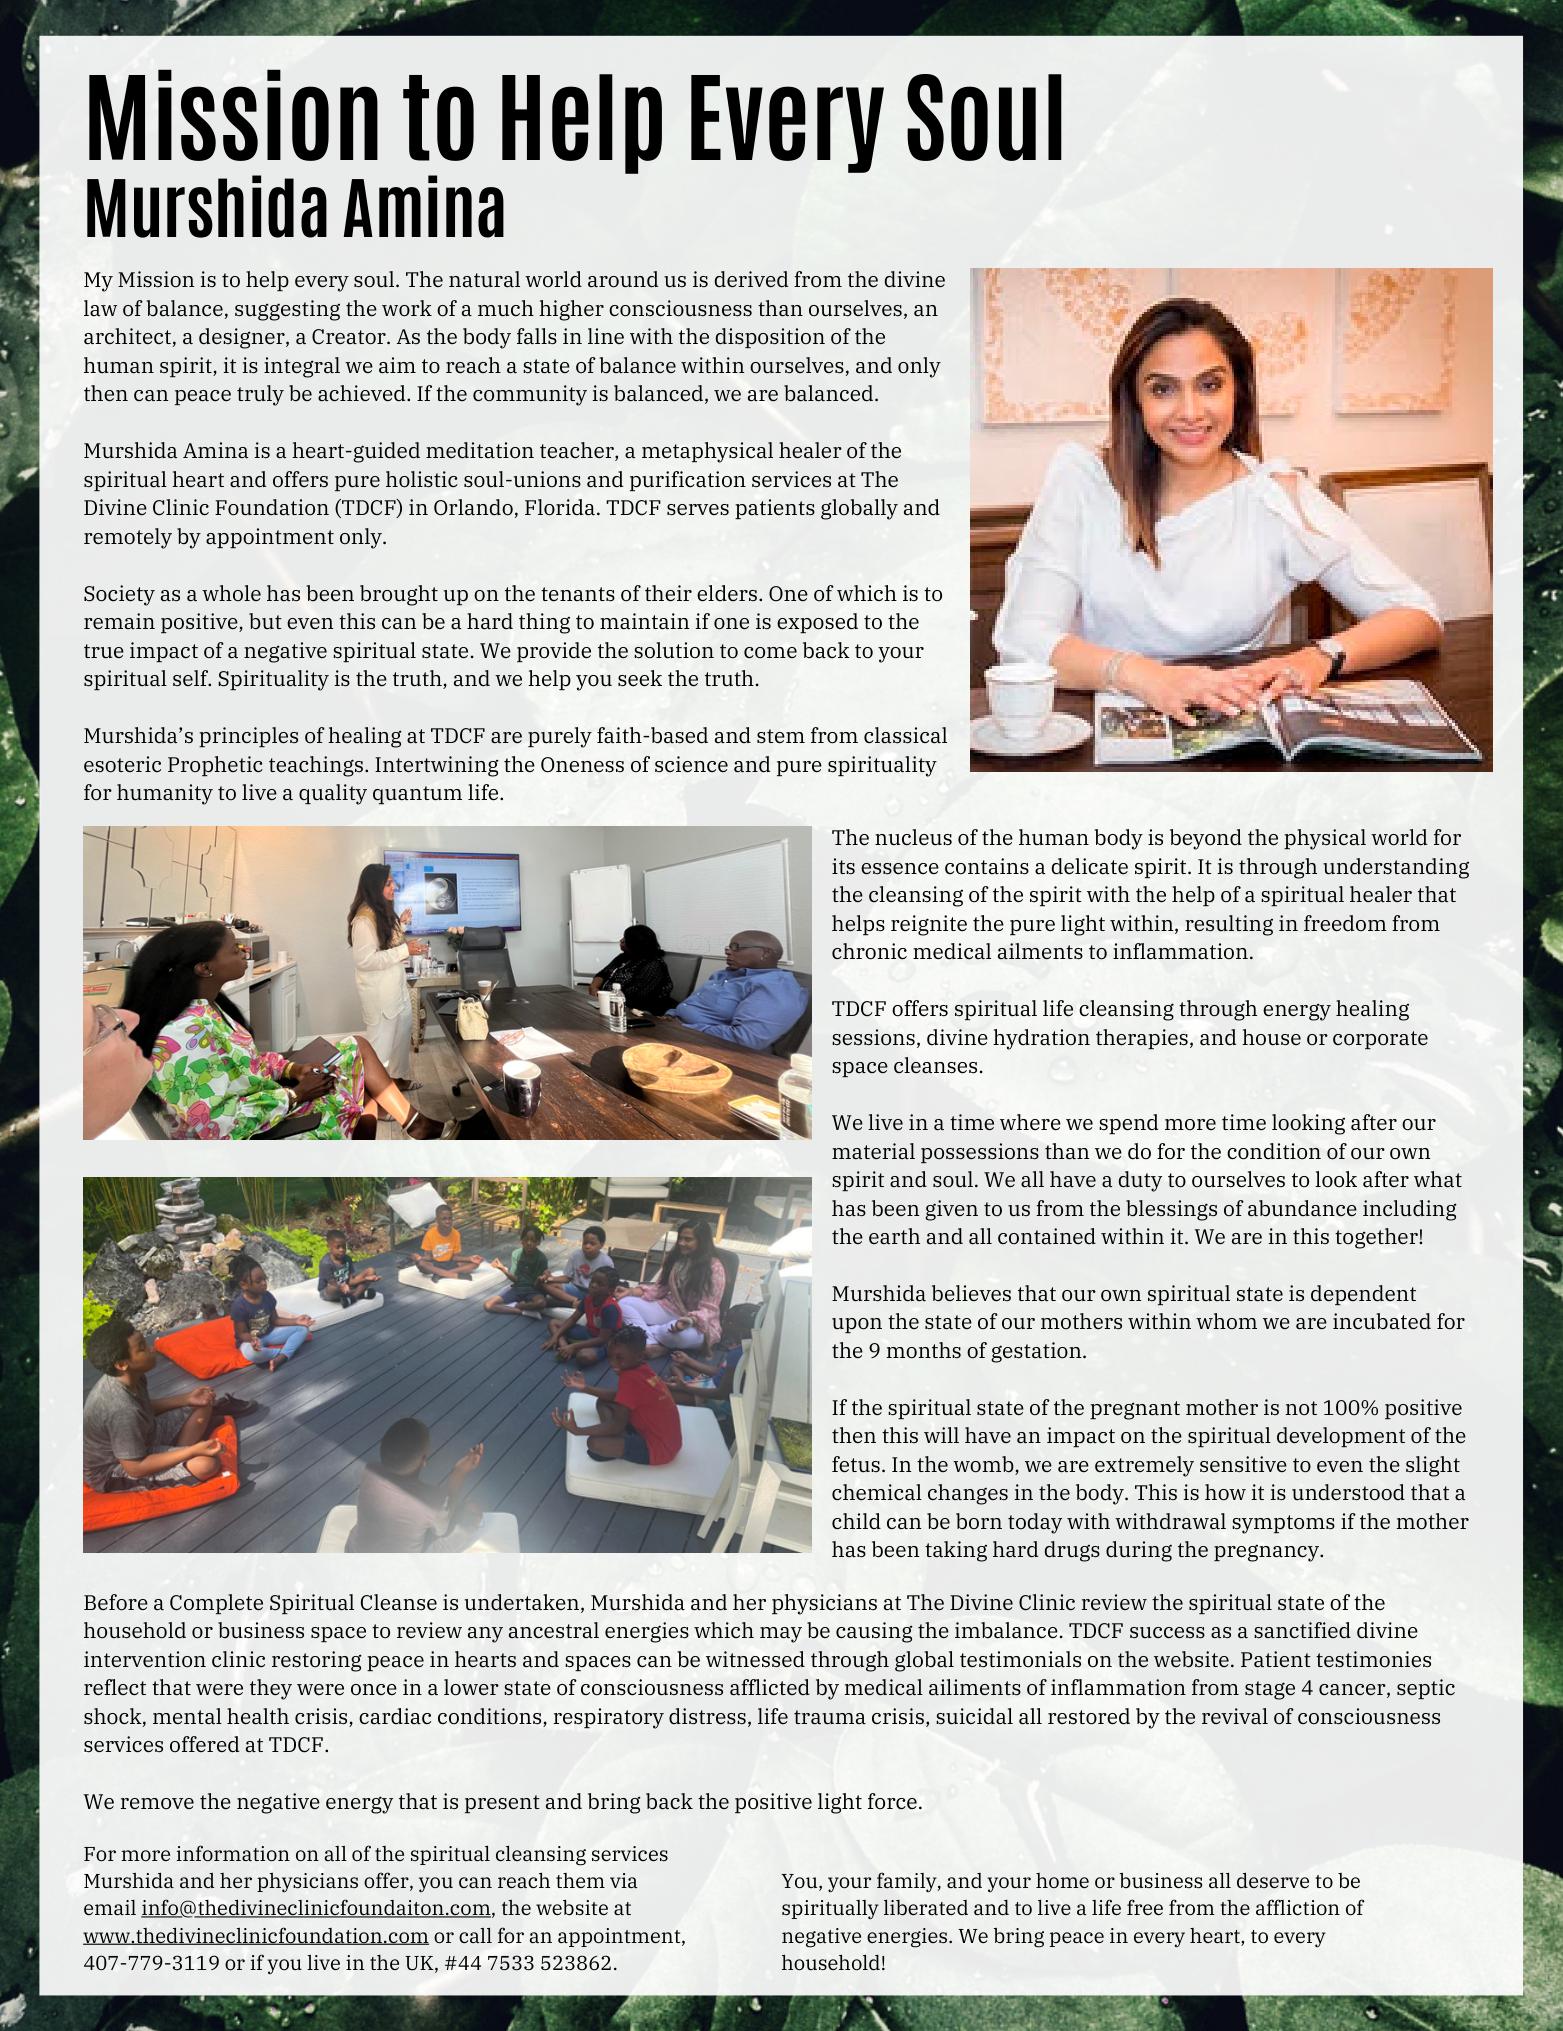 Mission to Help Every Soul
Murshida Amina
My Mission is to help every soul. The natural world around us is derived from the divine
law of balance, suggesting the work of a much higher consciousness than ourselves, an
architect, a designer, a Creator. As the body falls in line with the disposition of the
human spirit, it is integral we aim to reach a state of balance within ourselves, and only
then can peace truly be achieved. If the community is balanced, we are balanced.
Murshida Amina is a heart-guided meditation teacher, a metaphysical healer of the
spiritual heart and offers pure holistic soul-unions and purification services at The
Divine Clinic Foundation (TDCF) in Orlando, Florida. TDCF serves patients globally and
remotely by appointment only.
Society as a whole has been brought up on the tenants of their elders. One of which is to
remain positive, but even this can be a hard thing to maintain if one is exposed to the
true impact of a negative spiritual state. We provide the solution to come back to your
spiritual self. Spirituality is the truth, and we help you seek the truth.
Murshida’s principles of healing at TDCF are purely faith-based and stem from classical
esoteric Prophetic teachings. Intertwining the Oneness of science and pure spirituality
for humanity to live a quality quantum life.
The nucleus of the human body is beyond the physical world for
its essence contains a delicate spirit. It is through understanding
the cleansing of the spirit with the help of a spiritual healer that
helps reignite the pure light within, resulting in freedom from
chronic medical ailments to inflammation.
TDCF offers spiritual life cleansing through energy healing
sessions, divine hydration therapies, and house or corporate
space cleanses.
We live in a time where we spend more time looking after our
material possessions than we do for the condition of our own
spirit and soul. We all have a duty to ourselves to look after what
has been given to us from the blessings of abundance including
the earth and all contained within it. We are in this together!
Murshida believes that our own spiritual state is dependent
upon the state of our mothers within whom we are incubated for
the 9 months of gestation.
If the spiritual state of the pregnant mother is not 100% positive
then this will have an impact on the spiritual development of the
fetus. In the womb, we are extremely sensitive to even the slight
chemical changes in the body. This is how it is understood that a
child can be born today with withdrawal symptoms if the mother
has been taking hard drugs during the pregnancy.
Before a Complete Spiritual Cleanse is undertaken, Murshida and her physicians at The Divine Clinic review the spiritual state of the
household or business space to review any ancestral energies which may be causing the imbalance. TDCF success as a sanctified divine
intervention clinic restoring peace in hearts and spaces can be witnessed through global testimonials on the website. Patient testimonies
reflect that were they were once in a lower state of consciousness afflicted by medical ailiments of inflammation from stage 4 cancer, septic
shock, mental health crisis, cardiac conditions, respiratory distress, life trauma crisis, suicidal all restored by the revival of consciousness
services offered at TDCF.
We remove the negative energy that is present and bring back the positive light force.
For more information on all of the spiritual cleansing services
Murshida and her physicians offer, you can reach them via
email info@thedivineclinicfoundaiton.com, the website at
www.thedivineclinicfoundation.com or call for an appointment,
407-779-3119 or if you live in the UK, #44 7533 523862.
You, your family, and your home or business all deserve to be
spiritually liberated and to live a life free from the affliction of
negative energies. We bring peace in every heart, to every
household!